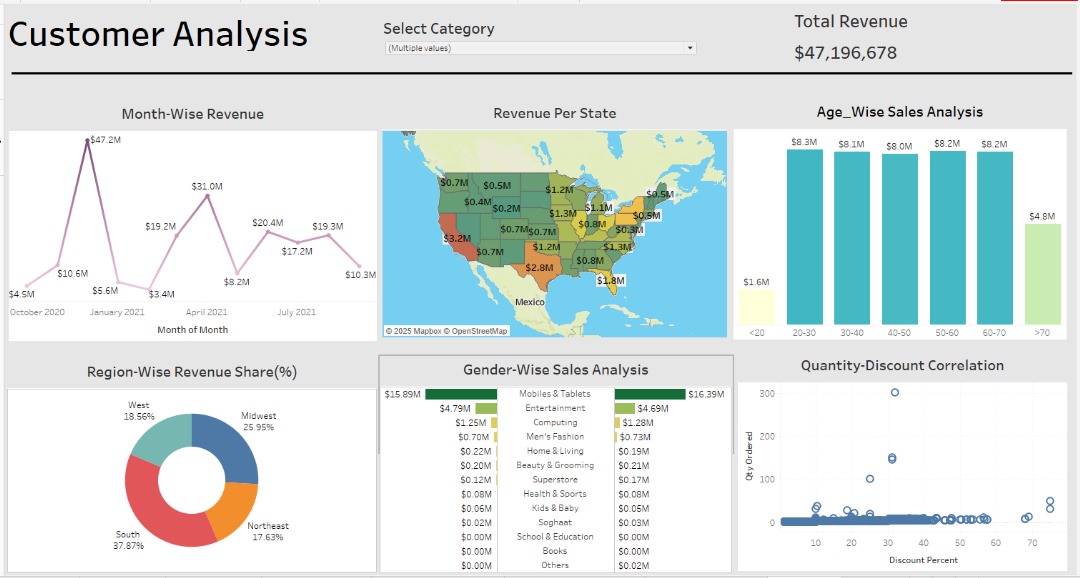 Customer Analysis
Select Category
(Multiple values)
Total Revenue
$47,196,678
Month-Wise Revenue
$47.2M
$31.0M
$19.2M
$20.4M
$19.3M
$17.2M
$10.6M
$10.3M
$8.2M
$5.6M
$4.5M
$3.4M
October 2020
January 2021
April 2021
July 2021
Month of Month
Revenue Per State
$0.7M
$0.5M
$1.2M
$0.5M
$0.4M
$0.2M
$1.3M
$1.1M
$0.5M
$0.8M
$0.3M
$0.7M
$0.7M
$3.2M
$0.7M
$1.2M
$1.3M
$0.8M
$2.8M
$1.8M
Mexico
© 2025 Mapbox © OpenStreetMap
Age_Wise Sales Analysis
$8.3M
$8.1M
$8.0M
$8.2M
$8.2M
$4.8M
$1.6M
<20
20-30
30-40
40-50
50-60
60-70
>70
Region-Wise Revenue Share(%)
West
18.56%
Midwest
25.95%
Northeast
17.63%
South
37.87%
Gender-Wise Sales Analysis
$15.89M Mobiles & Tablets $16.39M
$4.79M Entertainment $4.69M
$1.25M Computing $1.28M
$0.70M Men's Fashion $0.73M
$0.22M Home & Living $0.19M
$0.20M Beauty & Grooming $0.21M
$0.12M Superstore $0.17M
$0.08M Health & Sports $0.08M
$0.06M Kids & Baby $0.05M
$0.02M Soghaat $0.03M
$0.00M School & Education $0.00M
$0.00M Books $0.00M
$0.00M Others $0.02M
Quantity-Discount Correlation
Qty Ordered
300
200
100
0
10
20
30
40
50
60
70
Discount Percent